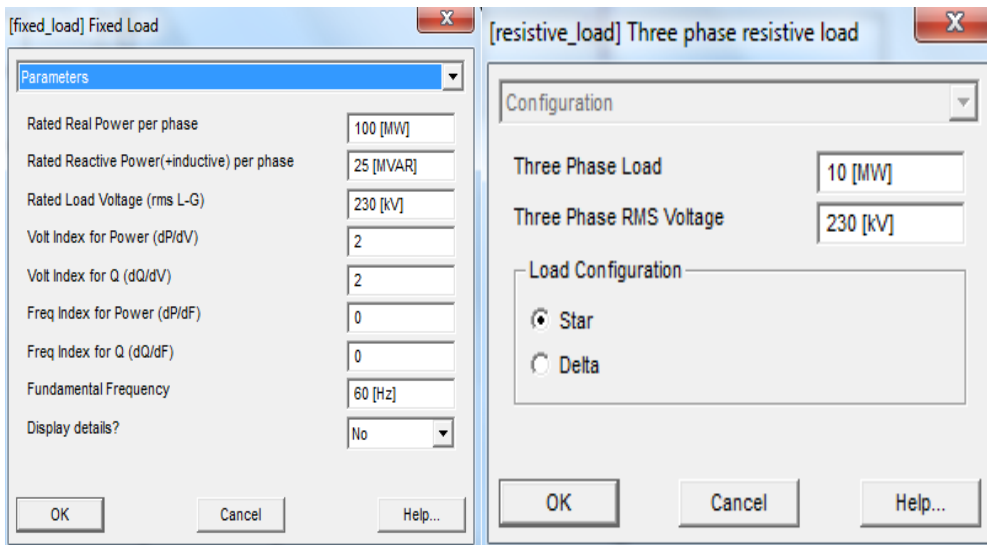 [fixed_load] Fixed Load
X
Parameters
Rated Real Power per phase 100 [MW]
Rated Reactive Power(+inductive) per phase 25 [MVAR]
Rated Load Voltage (rms L-G) 230 [kV]
Volt Index for Power (dP/dV) 2
Volt Index for Q (dQ/dV) 2
Freq Index for Power (dP/dF) 0
Freq Index for Q (dQ/dF) 0
Fundamental Frequency 60 [Hz]
Display details? No
OK Cancel Help...
[resistive_load] Three phase resistive load
X
Configuration
Three Phase Load 10 [MW]
Three Phase RMS Voltage 230 [kV]
Load Configuration
Star
Delta
OK Cancel Help...